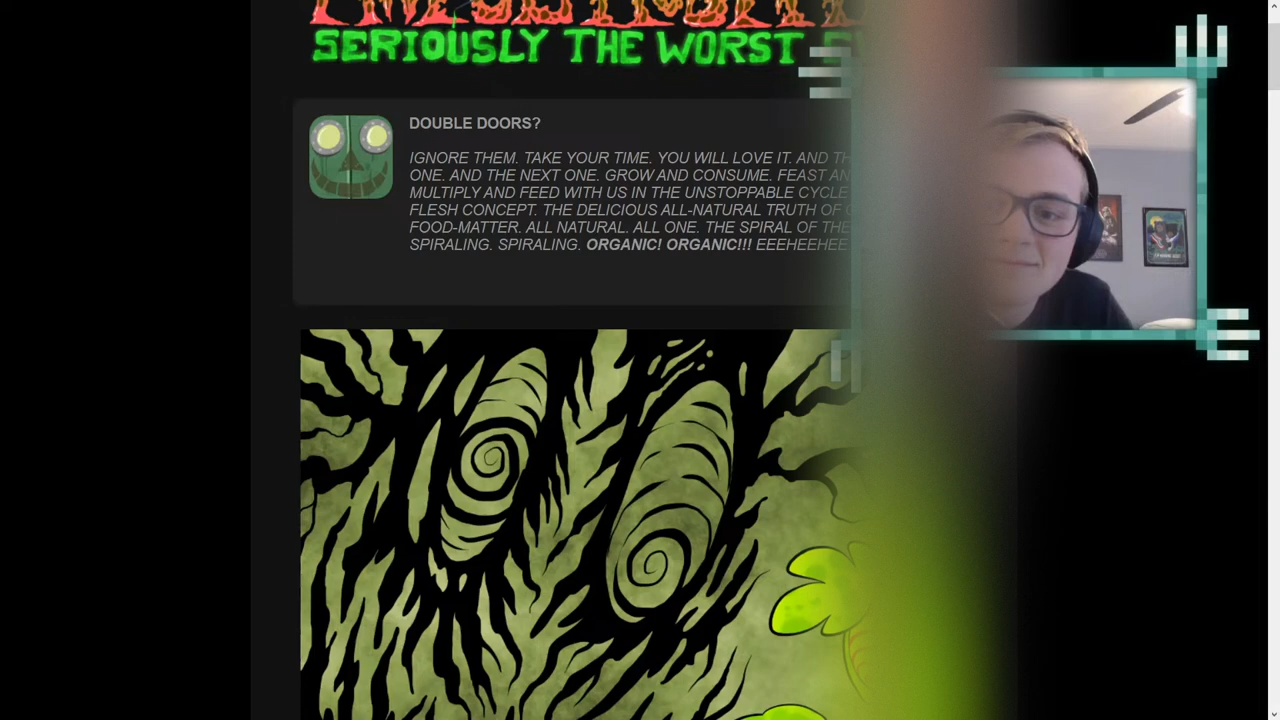 SERIOUSLY THE WORST
DOUBLE DOORS?
IGNORE THEM. TAKE YOUR TIME. YOU WILL LOVE IT. AND TH
ONE. AND THE NEXT ONE. GROW AND CONSUME. FEAST AN
MULTIPLY AND FEED WITH US IN THE UNSTOPPABLE CYCLE
FLESH CONCEPT. THE DELICIOUS ALL-NATURAL TRUTH OF
FOOD-MATTER. ALL NATURAL. ALL ONE. THE SPIRAL OF THE
SPIRALING. SPIRALING. ORGANIC! ORGANIC!!! EEEHEEHEE